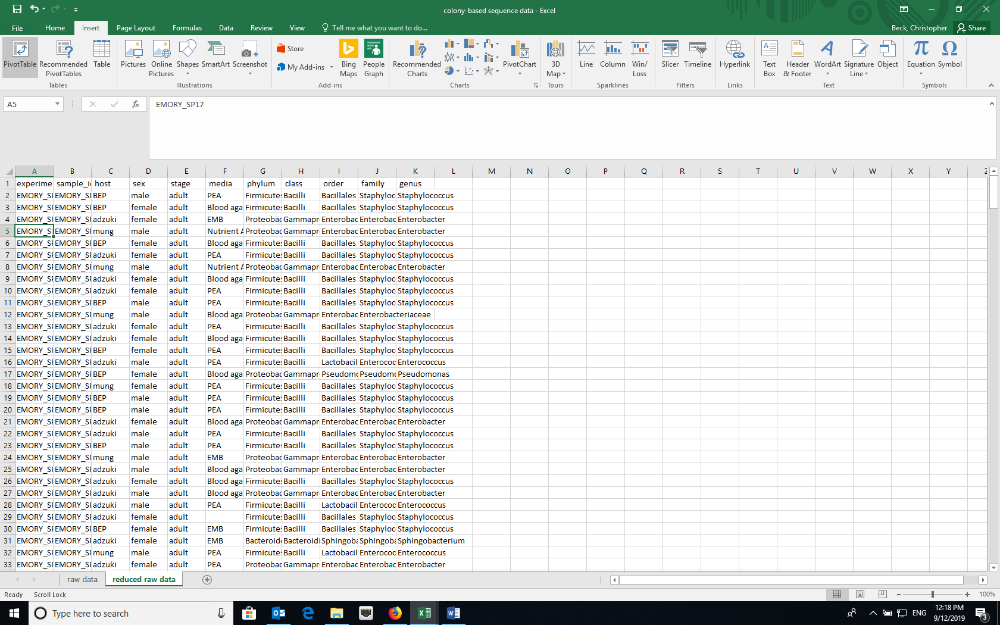 colony-based sequence data - Excel
File Home Insert Page Layout Formulas Data Review View Tell me what you want to do... Beck, Christopher Share
PivotTable Recommended PivotTables Table Pictures Online Pictures Shapes SmartArt Screenshot Store My Add-ins Bing Maps People Graph Recommended Charts PivotChart 3D Map Line Column Win/ Loss Slicer Timeline Hyperlink Text Box Header & Footer WordArt Signature Line Object Equation Symbol
Tables Illustrations Add-ins Charts Tours Sparklines Filters Links Text Symbols
A5 fx EMORY_SP17
A B C D E F G H I J K L M N O P Q R S T U V W X Y Z
1 experime sample_i host sex stage media phylum class order family genus
2 EMORY_S EMORY_S BEP male adult PEA Firmicute Bacilli Bacillales Staphyloc Staphylococcus
3 EMORY_S EMORY_S BEP female adult Blood aga Firmicute Bacilli Bacillales Staphyloc Staphylococcus
4 EMORY_S EMORY_S adzuki female adult EMB Proteobac Gammapr Enterobac Enterobac Enterobacter
5 EMORY_S EMORY_S mung male adult Nutrient A Proteobac Gammapr Enterobac Enterobac Enterobacter
6 EMORY_S EMORY_S BEP female adult Blood aga Firmicute Bacilli Bacillales Staphyloc Staphylococcus
7 EMORY_S EMORY_S adzuki female adult PEA Firmicute Bacilli Bacillales Staphyloc Staphylococcus
8 EMORY_S EMORY_S mung male adult Nutrient A Proteobac Gammapr Enterobac Enterobac Enterobacter
9 EMORY_S EMORY_S adzuki female adult Blood aga Firmicute Bacilli Bacillales Staphyloc Staphylococcus
10 EMORY_S EMORY_S adzuki female adult PEA Firmicute Bacilli Bacillales Staphyloc Staphylococcus
11 EMORY_S EMORY_S BEP male adult PEA Firmicute Bacilli Bacillales Staphyloc Staphylococcus
12 EMORY_S EMORY_S mung male adult Blood aga Proteobac Gammapr Enterobac Enterobacteriaceae
13 EMORY_S EMORY_S adzuki female adult PEA Firmicute Bacilli Bacillales Staphyloc Staphylococcus
14 EMORY_S EMORY_S adzuki female adult Blood aga Firmicute Bacilli Bacillales Staphyloc Staphylococcus
15 EMORY_S EMORY_S BEP female adult PEA Firmicute Bacilli Bacillales Staphyloc Staphylococcus
16 EMORY_S EMORY_S adzuki male adult PEA Firmicute Bacilli Lactobacil Enterococ Enterococcus
17 EMORY_S EMORY_S BEP female adult Blood aga Proteobac Gammapr Pseudomo Pseudomo Pseudomonas
18 EMORY_S EMORY_S mung female adult PEA Firmicute Bacilli Bacillales Staphyloc Staphylococcus
19 EMORY_S EMORY_S BEP male adult PEA Firmicute Bacilli Bacillales Staphyloc Staphylococcus
20 EMORY_S EMORY_S BEP male adult PEA Firmicute Bacilli Bacillales Staphyloc Staphylococcus
21 EMORY_S EMORY_S adzuki female adult Blood aga Proteobac Gammapr Enterobac Enterobac Enterobacter
22 EMORY_S EMORY_S adzuki male adult PEA Firmicute Bacilli Bacillales Staphyloc Staphylococcus
23 EMORY_S EMORY_S BEP male adult PEA Firmicute Bacilli Bacillales Staphyloc Staphylococcus
24 EMORY_S EMORY_S mung male adult EMB Proteobac Gammapr Enterobac Enterobac Enterobacter
25 EMORY_S EMORY_S adzuki male adult Blood aga Proteobac Gammapr Enterobac Enterobac Enterobacter
26 EMORY_S EMORY_S adzuki female adult Blood aga Firmicute Bacilli Bacillales Staphyloc Staphylococcus
27 EMORY_S EMORY_S adzuki male adult Blood aga Proteobac Gammapr Enterobac Enterobac Enterobacter
28 EMORY_S EMORY_S adzuki male adult PEA Firmicute Bacilli Lactobacil Enterococ Enterococcus
29 EMORY_S EMORY_S adzuki female adult Firmicute Bacilli Bacillales Staphyloc Staphylococcus
30 EMORY_S EMORY_S BEP female adult EMB Firmicute Bacilli Bacillales Staphyloc Staphylococcus
31 EMORY_S EMORY_S adzuki female adult EMB Bacteroid Bacteroidi Sphingoba Sphingoba Sphingobacterium
32 EMORY_S EMORY_S mung male adult PEA Firmicute Bacilli Lactobacil Enterococ Enterococcus
33 EMORY_S EMORY_S adzuki female adult PEA Proteobac Gammapr Enterobac Enterobac Enterobacter
raw data reduced raw data
Ready Scroll Lock 100%
Type here to search ENG 12:18 PM
9/12/2019 3